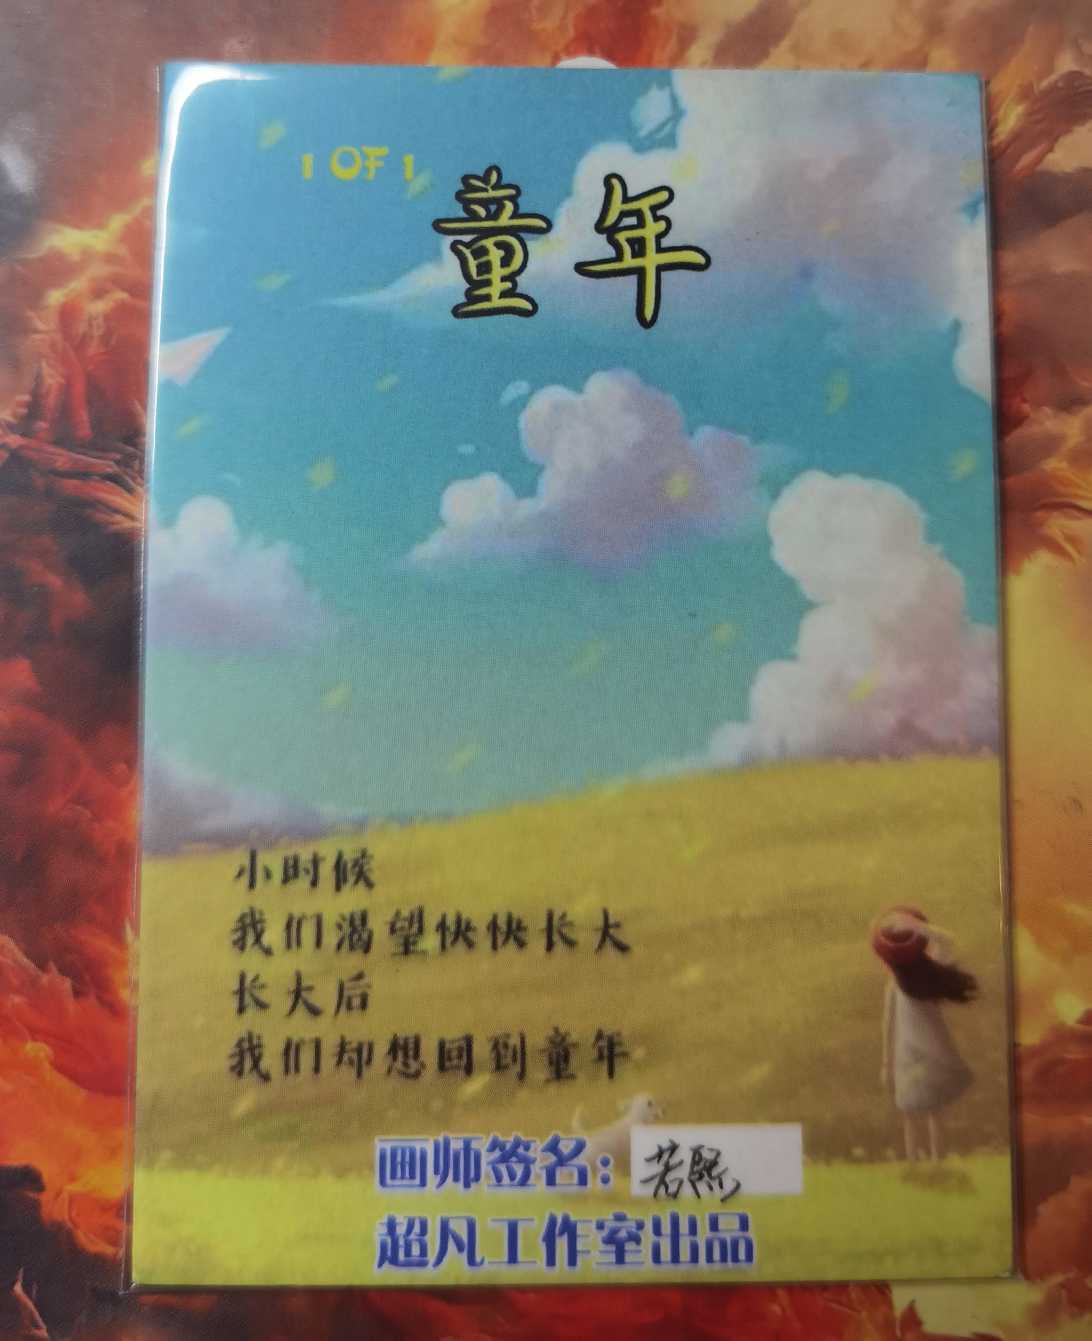 1 OF 1
童年
小时候
我们渴望快快长大
长大后
我们却想回到童年
画师签名：若熙
超凡工作室出品